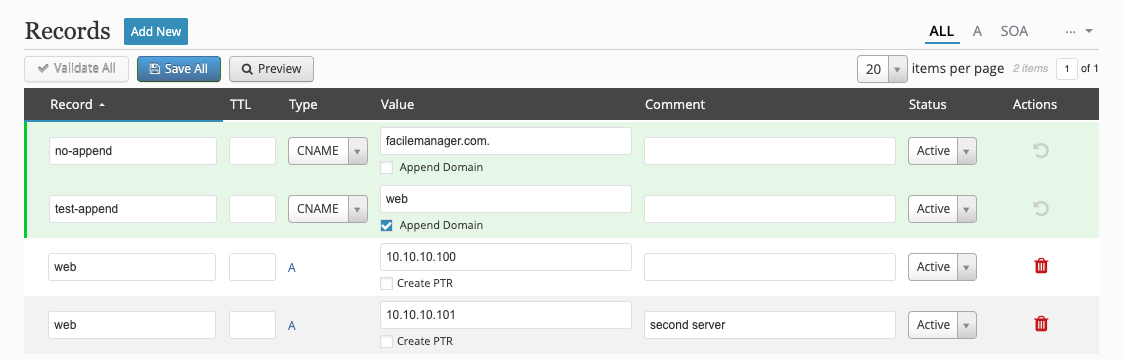 Records Add New ALL A SOA ...
Validate All Save All Preview 20 items per page 2 items 1 of 1
Record TTL Type Value Comment Status Actions
no-append CNAME facilemanager.com. Active
Append Domain
test-append CNAME web Active
Append Domain
web A 10.10.10.100 Active
Create PTR
web A 10.10.10.101 second server Active
Create PTR